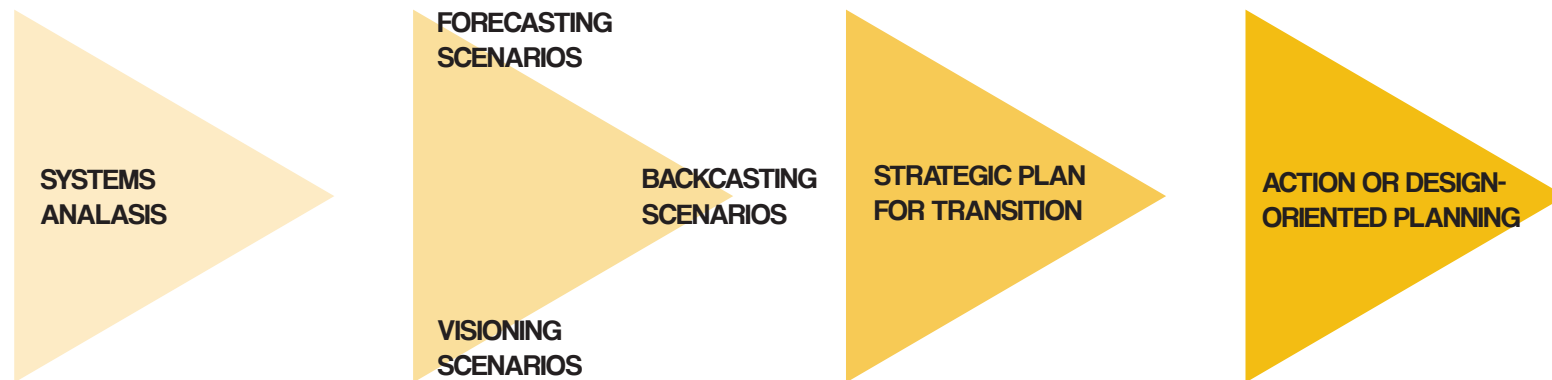 SYSTEMS
ANALASIS
FORECASTING
SCENARIOS
BACKCASTING
SCENARIOS
VISIONING
SCENARIOS
STRATEGIC PLAN
FOR TRANSITION
ACTION OR DESIGN-
ORIENTED PLANNING